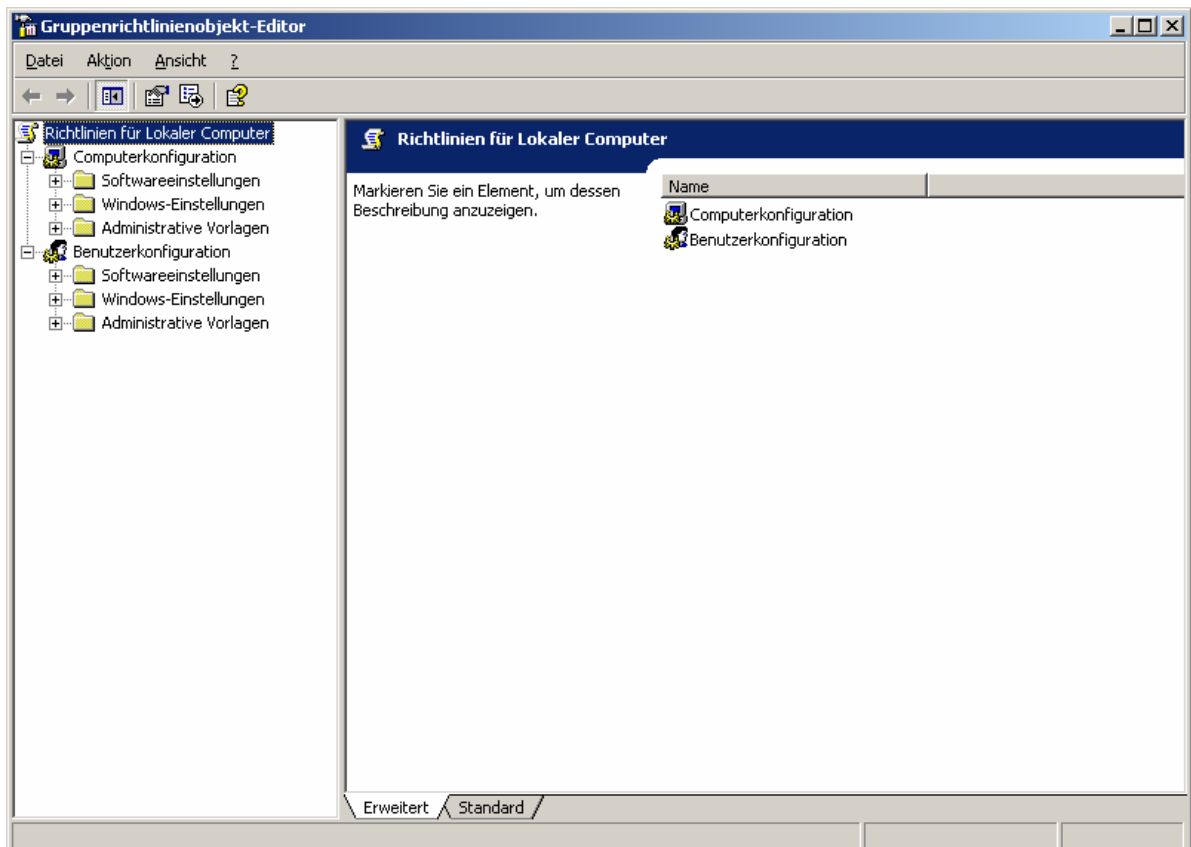 Gruppenrichtlinienobjekt-Editor
Datei Aktion Ansicht ?
Richtlinien für Lokaler Computer
Computerkonfiguration
Softwareeinstellungen
Windows-Einstellungen
Administrative Vorlagen
Benutzerkonfiguration
Softwareeinstellungen
Windows-Einstellungen
Administrative Vorlagen
Richtlinien für Lokaler Computer
Markieren Sie ein Element, um dessen
Beschreibung anzuzeigen.
Name
Computerkonfiguration
Benutzerkonfiguration
Erweitert Standard